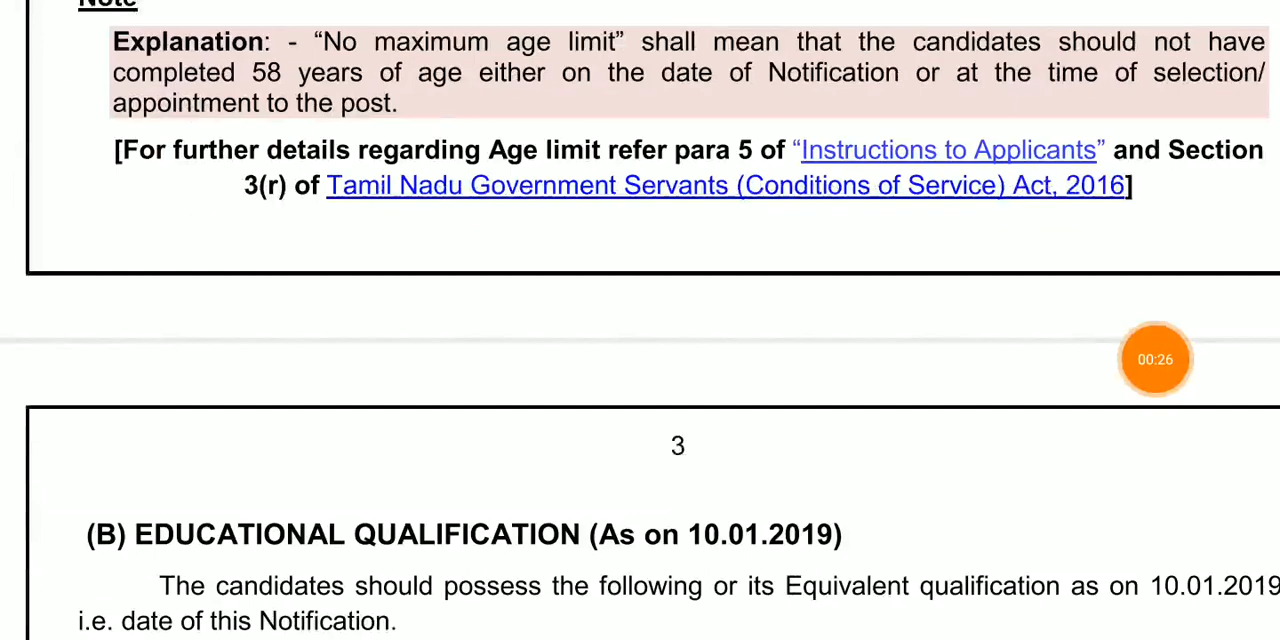 Note
Explanation: - “No maximum age limit” shall mean that the candidates should not have
completed 58 years of age either on the date of Notification or at the time of selection/
appointment to the post.
[For further details regarding Age limit refer para 5 of “Instructions to Applicants” and Section
3(r) of Tamil Nadu Government Servants (Conditions of Service) Act, 2016]
00:26
3
(B) EDUCATIONAL QUALIFICATION (As on 10.01.2019)
The candidates should possess the following or its Equivalent qualification as on 10.01.2019
i.e. date of this Notification.